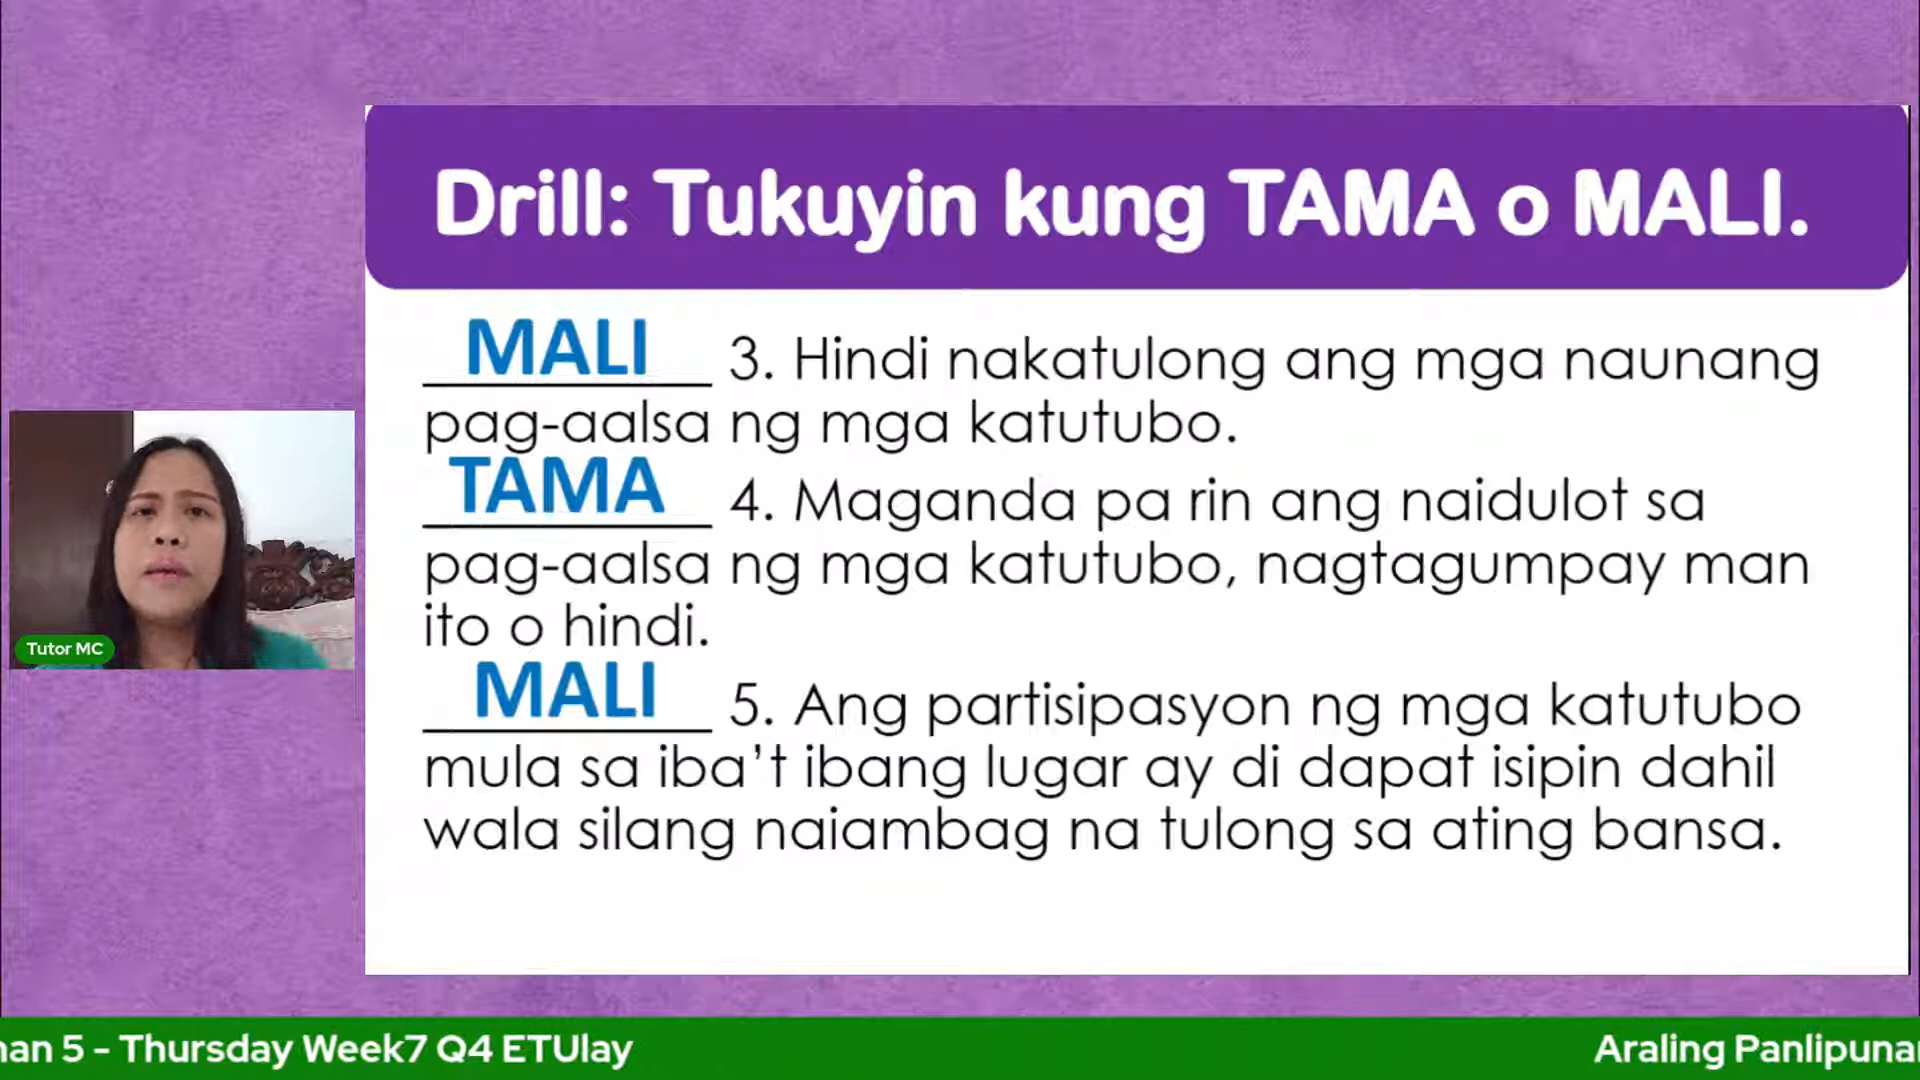 Drill: Tukuyin kung TAMA o MALI.
MALI 3. Hindi nakatulong ang mga naunang
pag-aalsa ng mga katutubo.
TAMA 4. Maganda pa rin ang naidulot sa
pag-aalsa ng mga katutubo, nagtagumpay man
ito o hindi.
MALI 5. Ang partisipasyon ng mga katutubo
mula sa iba't ibang lugar ay di dapat isipin dahil
wala silang naiambag na tulong sa ating bansa.
Tutor MC
nan 5 - Thursday Week7 Q4 ETUlay
Araling Panlipunan